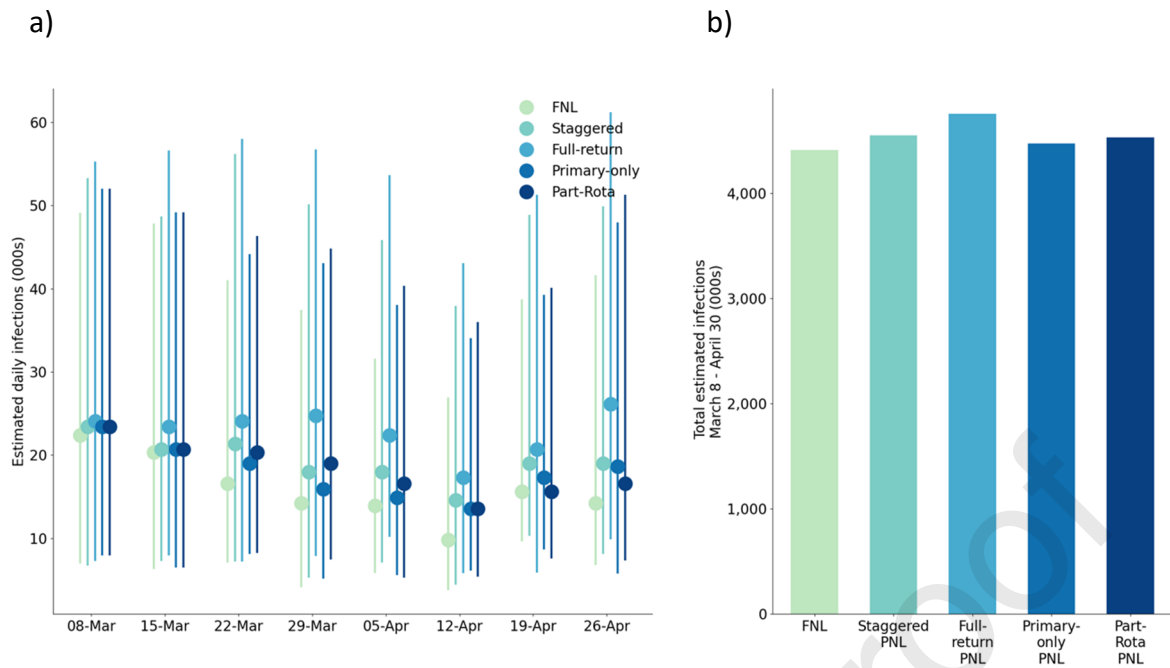 a)
b)
Estimated daily infections (000s)
60
50
40
30
20
10
FNL
Staggered
Full-return
Primary-only
Part-Rota
08-Mar
15-Mar
22-Mar
29-Mar
05-Apr
12-Apr
19-Apr
26-Apr
Total estimated infections
March 8 - April 30 (000s)
4,000
3,000
2,000
1,000
0
FNL
Staggered
PNL
Full-
return
PNL
Primary-
only
PNL
Part-
Rota
PNL
roof